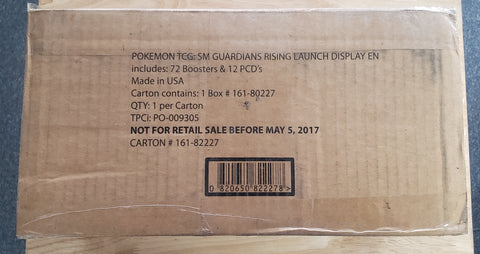 POKEMON TCG: SM GUARDIANS RISING LAUNCH DISPLAY EN
includes: 72 Boosters & 12 PCD's
Made in USA
Carton contains: 1 Box # 161-80227
QTY: 1 per Carton
TPCi: PO-009305
NOT FOR RETAIL SALE BEFORE MAY 5, 2017
CARTON # 161-82227
0 820650 822278 >